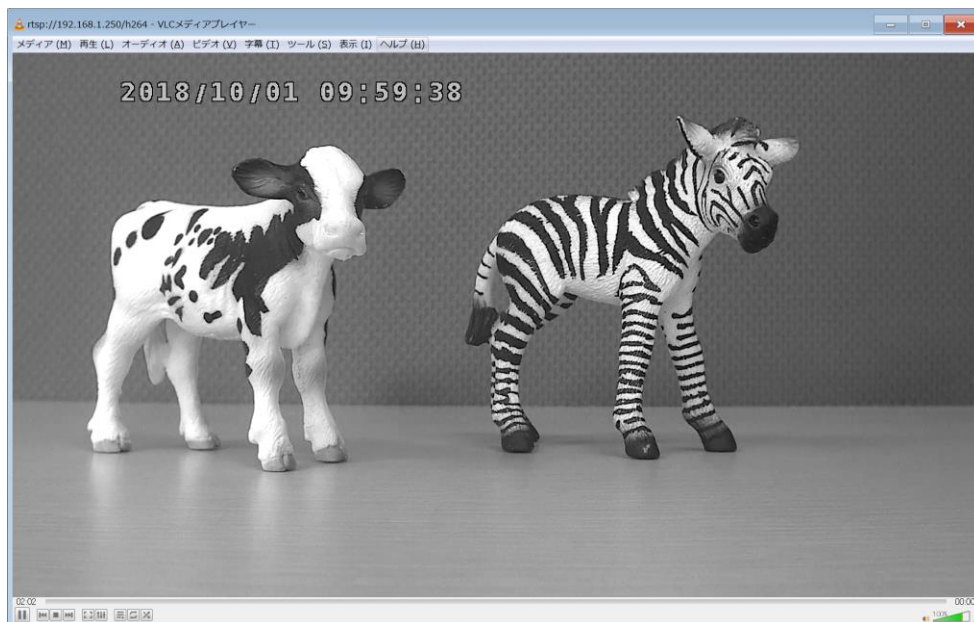 rtsp://192.168.1.250/h264 - VLCメディアプレイヤー
メディア (M) 再生 (L) オーディオ (A) ビデオ (V) 字幕 (T) ツール (S) 表示 (I) ヘルプ (H)
2018/10/01 09:59:38
02:02 00:00
100%